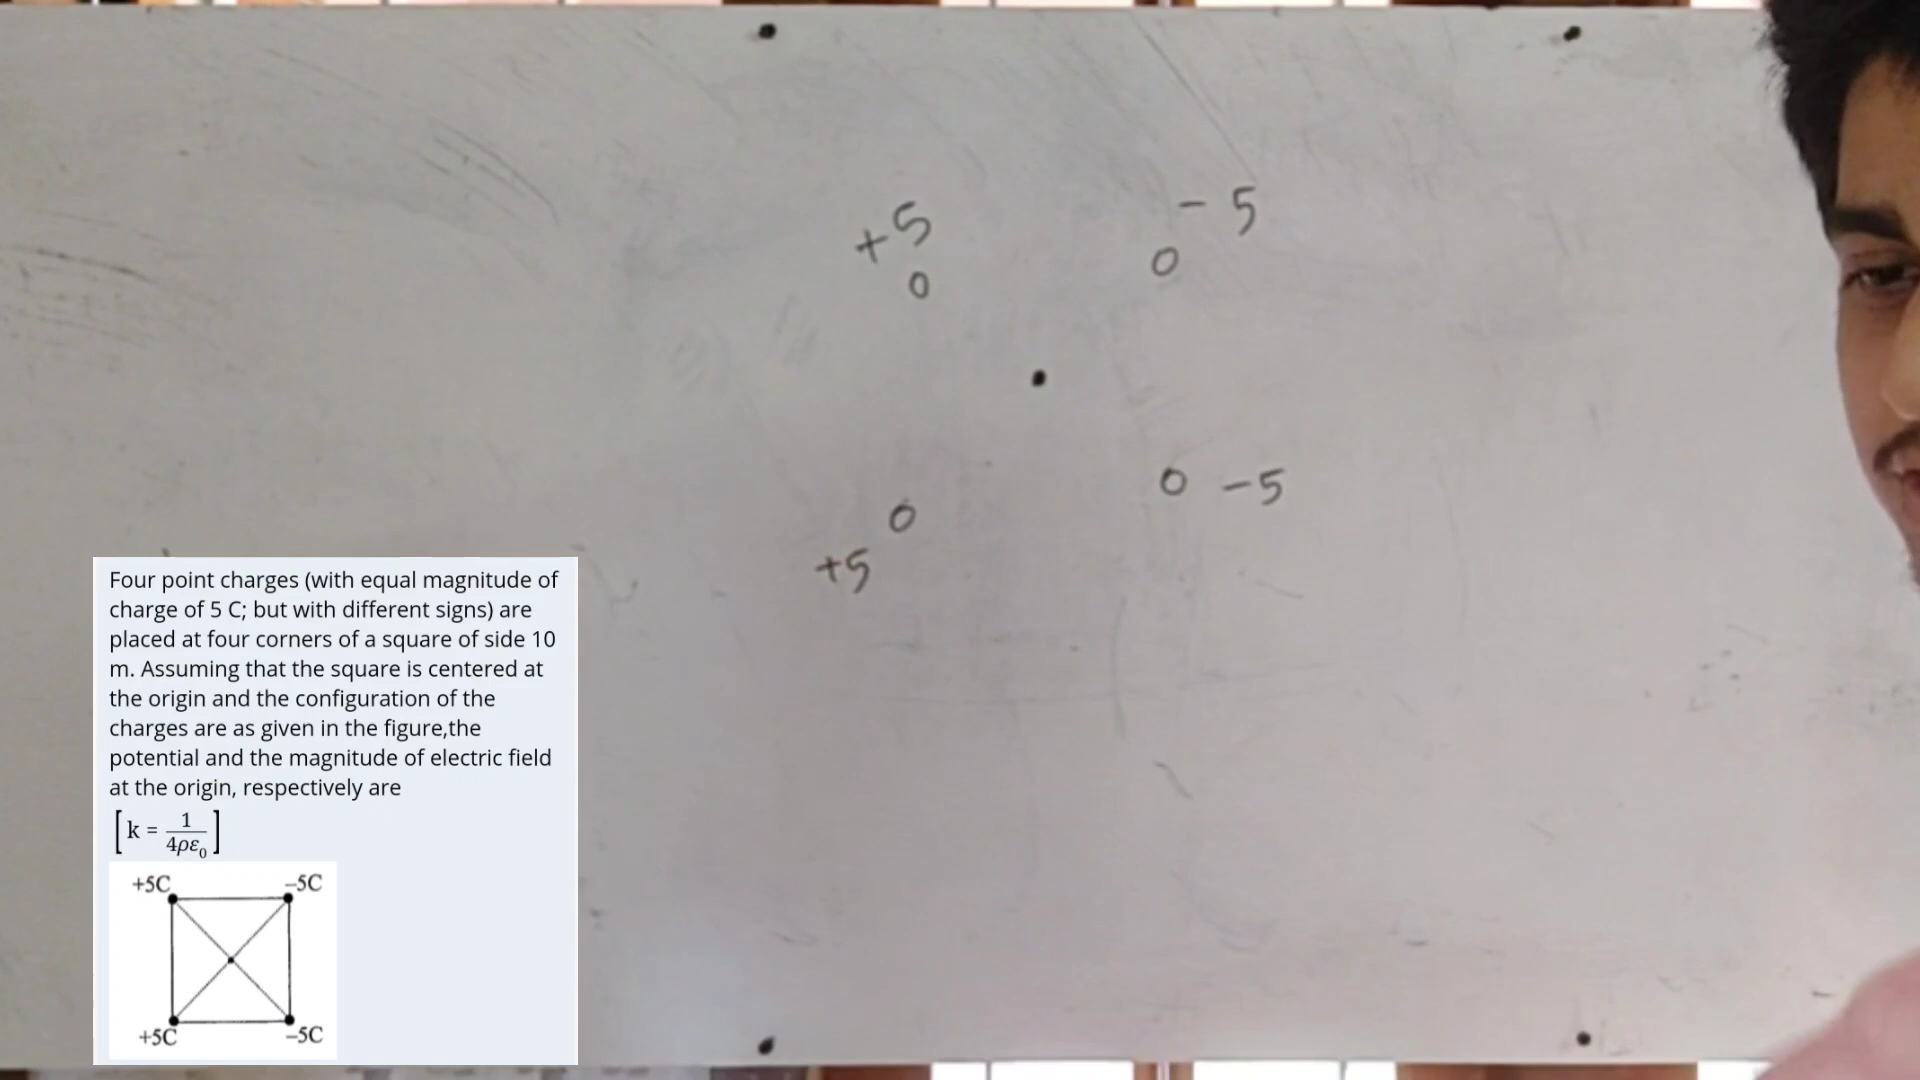 +5
- 5
0
0
0
0 -5
+5
Four point charges (with equal magnitude of
charge of 5 C; but with different signs) are
placed at four corners of a square of side 10
m. Assuming that the square is centered at
the origin and the configuration of the
charges are as given in the figure,the
potential and the magnitude of electric field
at the origin, respectively are
[k = 1/4ρε₀]
+5C –5C
+5C –5C